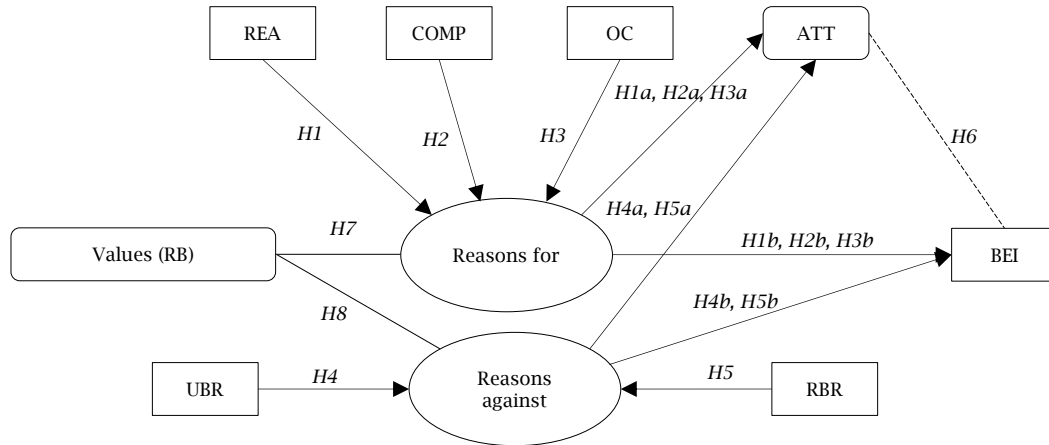 REA
COMP
OC
ATT
H1a, H2a, H3a
H1
H2
H3
H6
H4a, H5a
H7
H1b, H2b, H3b
Values (RB)
Reasons for
BEI
H4b, H5b
H8
H4
H5
UBR
Reasons
against
RBR